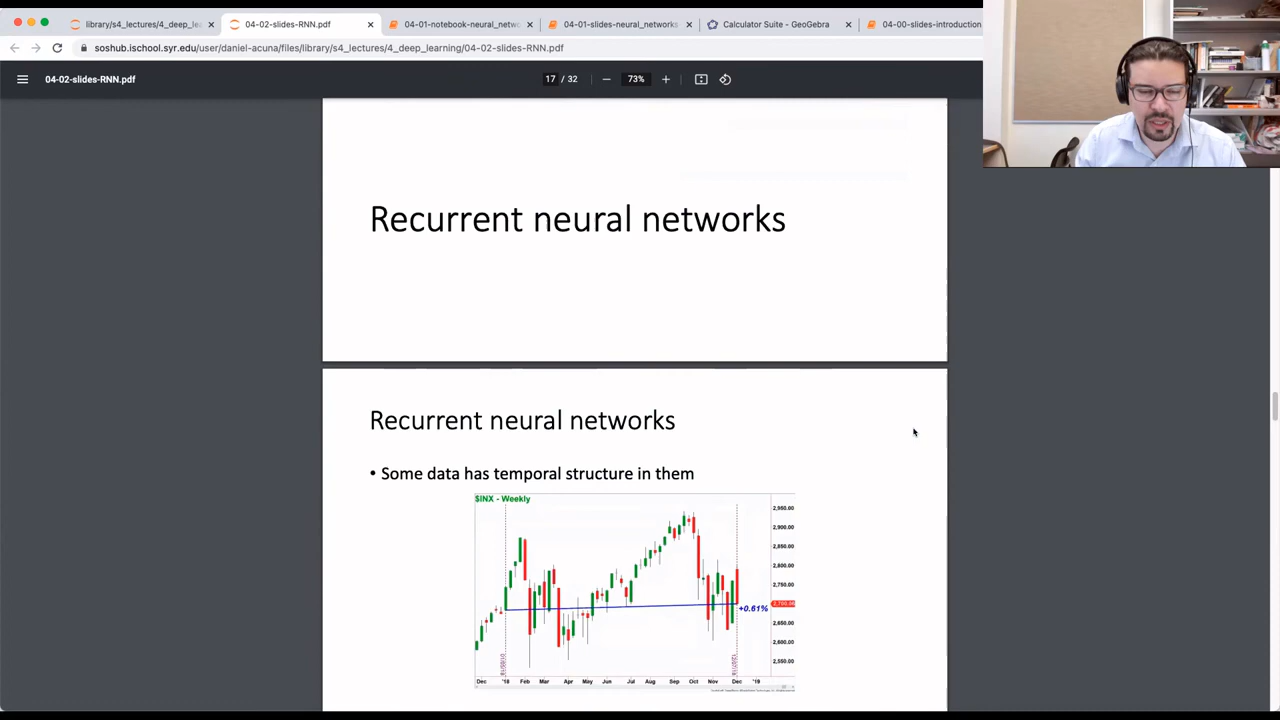 library/s4_lectures/4_deep_lea
04-02-slides-RNN.pdf
04-01-notebook-neural_netwo
04-01-slides-neural_networks
Calculator Suite - GeoGebra
04-00-slides-introduction
soshub.ischool.syr.edu/user/daniel-acuna/files/library/s4_lectures/4_deep_learning/04-02-slides-RNN.pdf
04-02-slides-RNN.pdf
17 / 32
73%
Recurrent neural networks
Recurrent neural networks
• Some data has temporal structure in them
$INX - Weekly
2,950.00
2,900.00
2,850.00
2,800.00
2,750.00
2,700.06
+0.61%
2,650.00
2,600.00
2,550.00
Dec '18 Feb Mar Apr May Jun Jul Aug Sep Oct Nov Dec '19